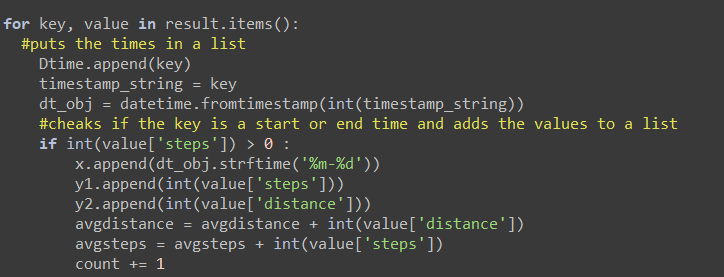 for key, value in result.items():
#puts the times in a list
Dtime.append(key)
timestamp_string = key
dt_obj = datetime.fromtimestamp(int(timestamp_string))
#cheaks if the key is a start or end time and adds the values to a list
if int(value['steps']) > 0 :
x.append(dt_obj.strftime('%m-%d'))
y1.append(int(value['steps']))
y2.append(int(value['distance']))
avgdistance = avgdistance + int(value['distance'])
avgsteps = avgsteps + int(value['steps'])
count += 1